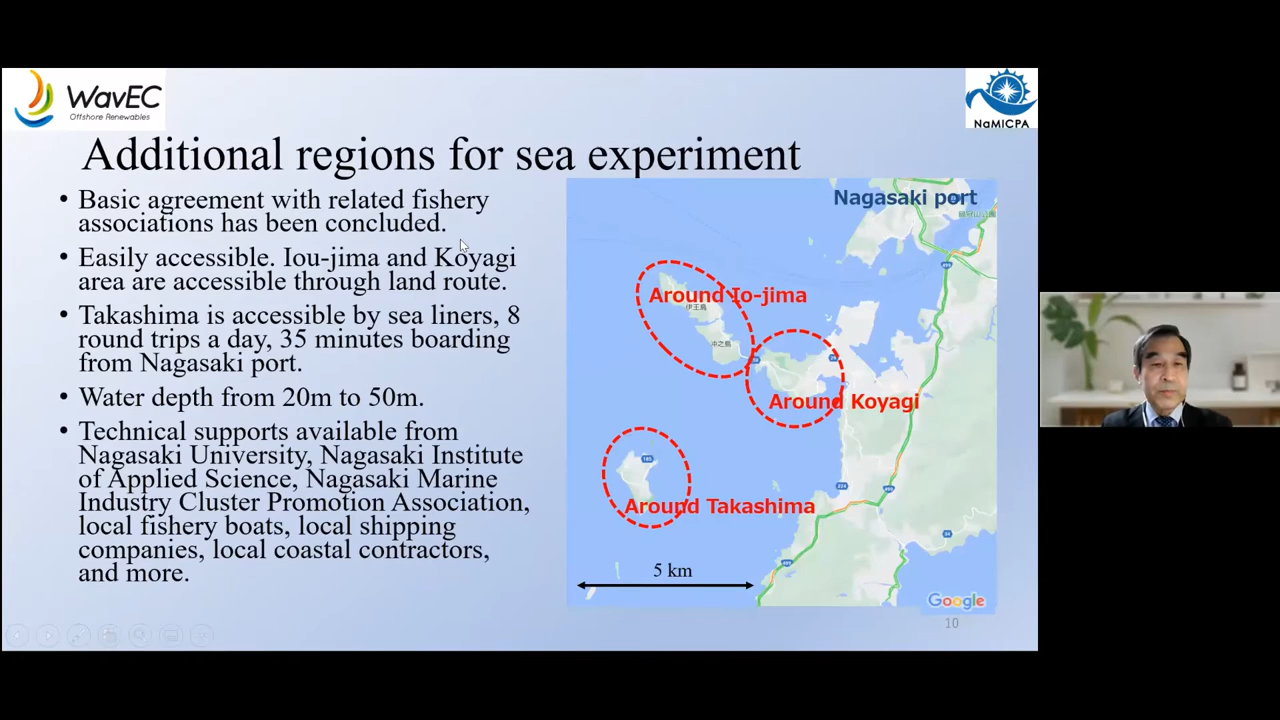 WavEC
Offshore Renewables
NaMICPA
Additional regions for sea experiment
• Basic agreement with related fishery
associations has been concluded.
• Easily accessible. Iou-jima and Koyagi
area are accessible through land route.
• Takashima is accessible by sea liners, 8
round trips a day, 35 minutes boarding
from Nagasaki port.
• Water depth from 20m to 50m.
• Technical supports available from
Nagasaki University, Nagasaki Institute
of Applied Science, Nagasaki Marine
Industry Cluster Promotion Association,
local fishery boats, local shipping
companies, local coastal contractors,
and more.
Nagasaki port
499
Around Io-jima
伊王島
沖之島
Around Koyagi
Around Takashima
5 km
Google
10